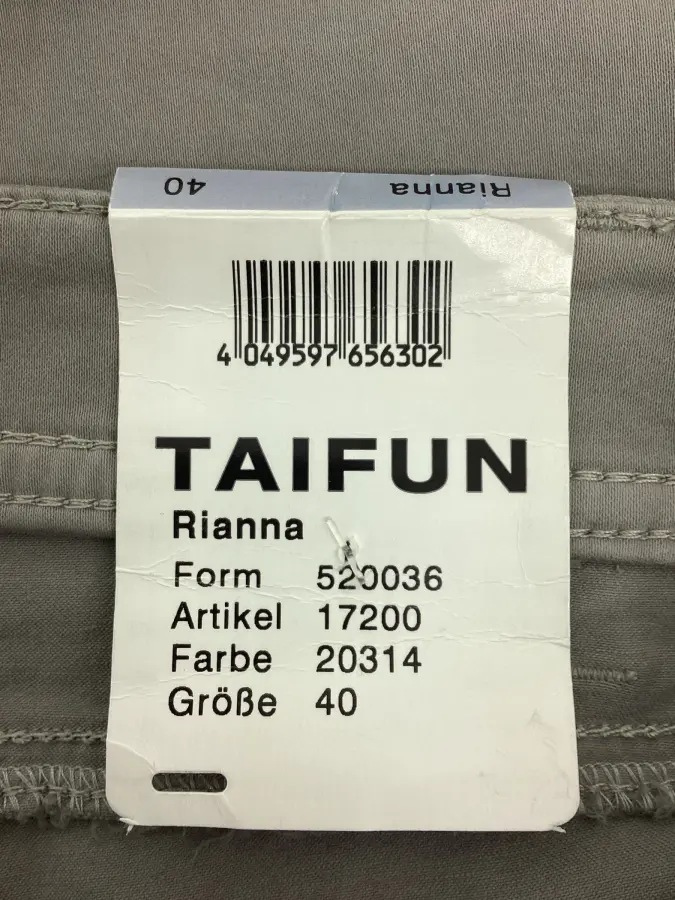 40 Rianna
4 049597 656302
TAIFUN
Rianna
Form 520036
Artikel 17200
Farbe 20314
Größe 40